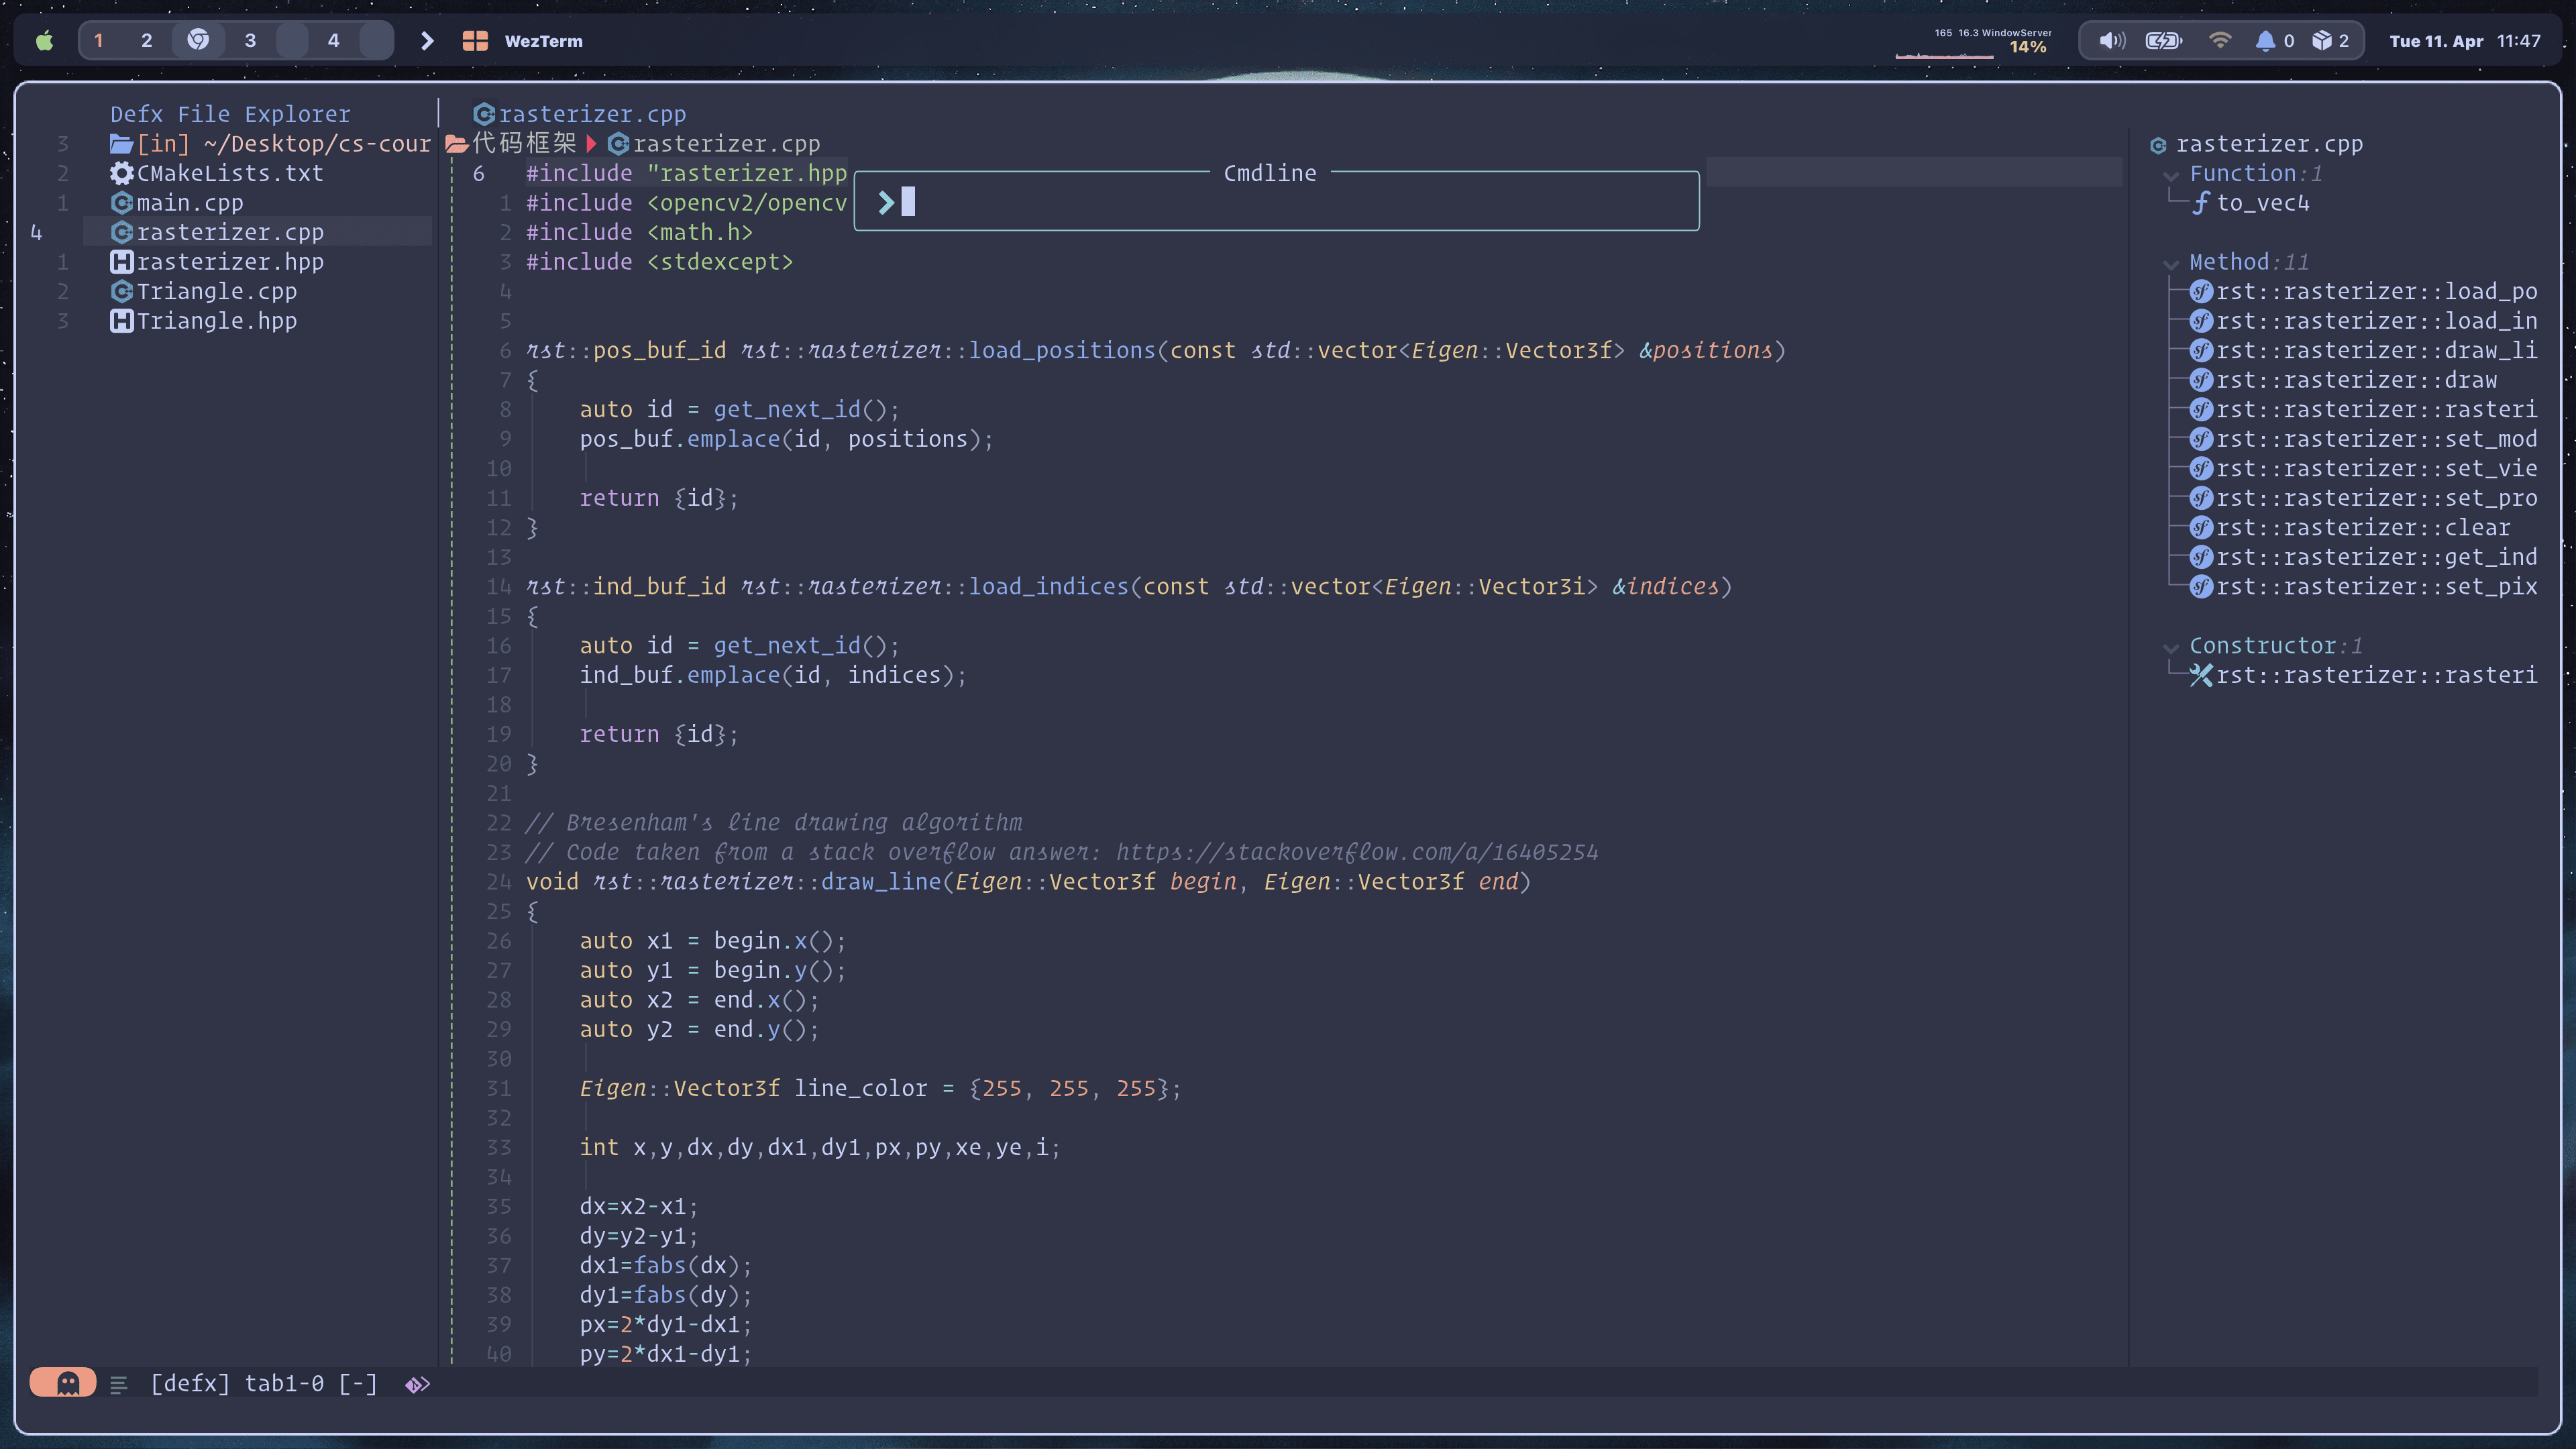 1 2 3 4 WezTerm
165 16.3 WindowServer
14%
0 2 Tue 11. Apr 11:47
Defx File Explorer
3 [in] ~/Desktop/cs-cour
2 CMakeLists.txt
1 main.cpp
4 rasterizer.cpp
1 rasterizer.hpp
2 Triangle.cpp
3 Triangle.hpp
rasterizer.cpp
代码框架 rasterizer.cpp
Cmdline
6 #include "rasterizer.hpp
1 #include <opencv2/opencv
2 #include <math.h>
3 #include <stdexcept>
4
5
6 rst::pos_buf_id rst::rasterizer::load_positions(const std::vector<Eigen::Vector3f> &positions)
7 {
8 auto id = get_next_id();
9 pos_buf.emplace(id, positions);
10
11 return {id};
12 }
13
14 rst::ind_buf_id rst::rasterizer::load_indices(const std::vector<Eigen::Vector3i> &indices)
15 {
16 auto id = get_next_id();
17 ind_buf.emplace(id, indices);
18
19 return {id};
20 }
21
22 // Bresenham's line drawing algorithm
23 // Code taken from a stack overflow answer: https://stackoverflow.com/a/16405254
24 void rst::rasterizer::draw_line(Eigen::Vector3f begin, Eigen::Vector3f end)
25 {
26 auto x1 = begin.x();
27 auto y1 = begin.y();
28 auto x2 = end.x();
29 auto y2 = end.y();
30
31 Eigen::Vector3f line_color = {255, 255, 255};
32
33 int x,y,dx,dy,dx1,dy1,px,py,xe,ye,i;
34
35 dx=x2-x1;
36 dy=y2-y1;
37 dx1=fabs(dx);
38 dy1=fabs(dy);
39 px=2*dy1-dx1;
40 py=2*dx1-dy1;
rasterizer.cpp
Function:1
to_vec4
Method:11
rst::rasterizer::load_po
rst::rasterizer::load_in
rst::rasterizer::draw_li
rst::rasterizer::draw
rst::rasterizer::rasteri
rst::rasterizer::set_mod
rst::rasterizer::set_vie
rst::rasterizer::set_pro
rst::rasterizer::clear
rst::rasterizer::get_ind
rst::rasterizer::set_pix
Constructor:1
rst::rasterizer::rasteri
[defx] tab1-0 [-]